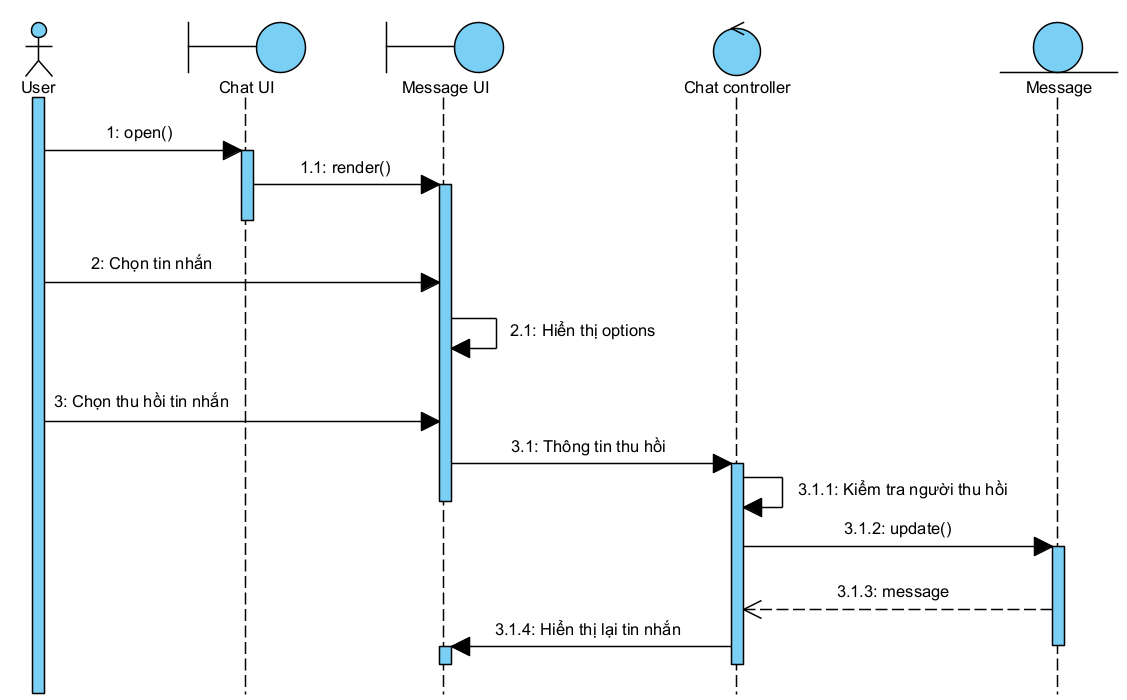 User
Chat UI
Message UI
Chat controller
Message
1: open()
1.1: render()
2: Chọn tin nhắn
2.1: Hiển thị options
3: Chọn thu hồi tin nhắn
3.1: Thông tin thu hồi
3.1.1: Kiểm tra người thu hồi
3.1.2: update()
3.1.3: message
3.1.4: Hiển thị lại tin nhắn